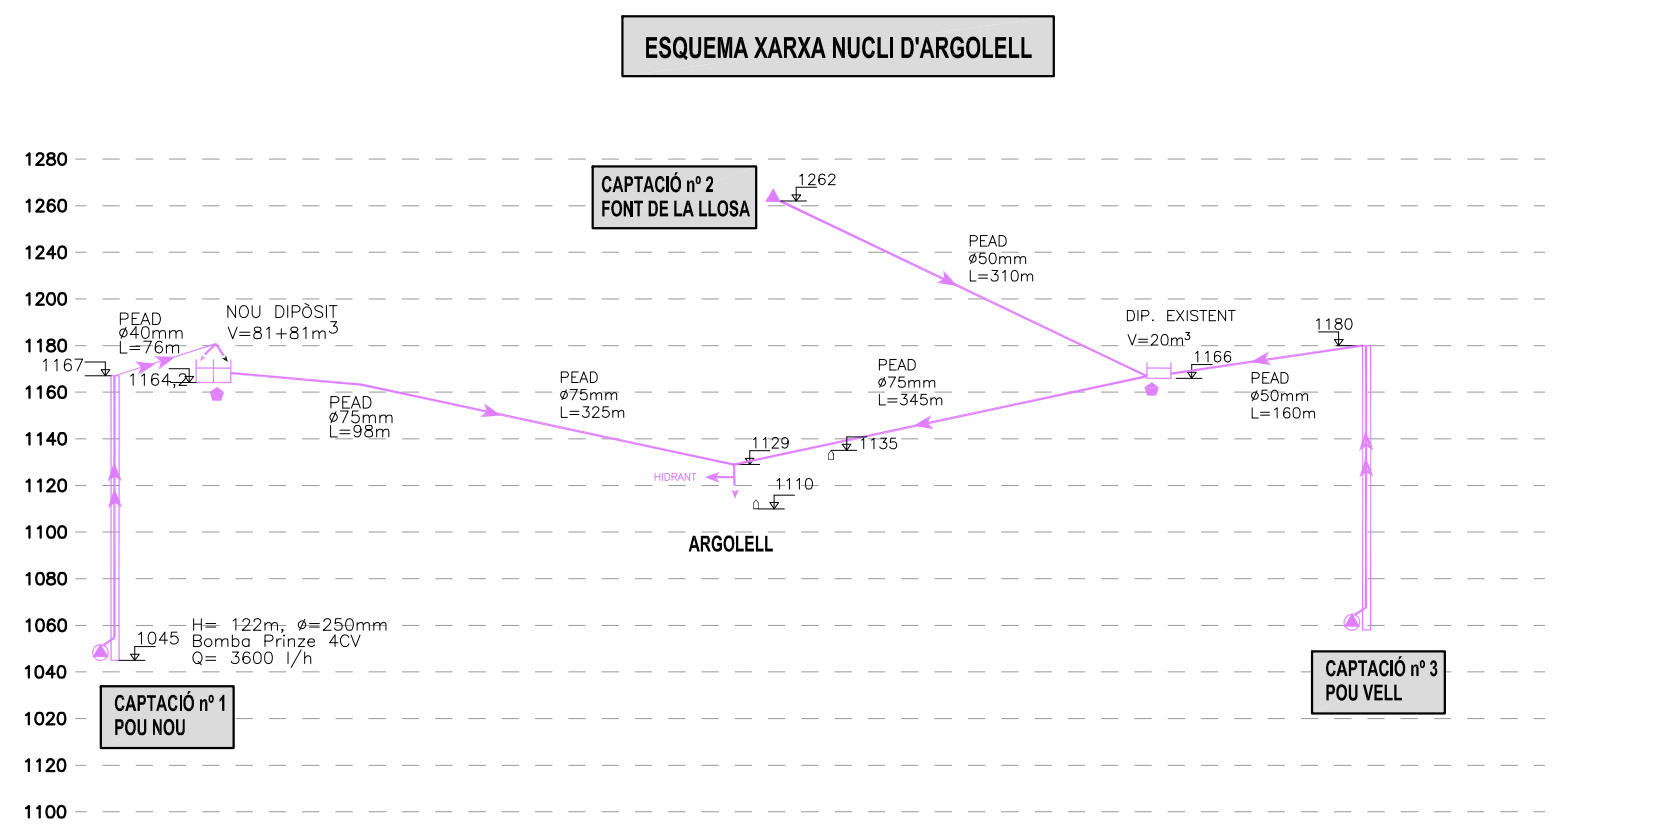 ESQUEMA XARXA NUCLI D'ARGOLELL
1280
1260
1240
1200
1180
1160
1140
1120
1100
1080
1060
1040
1020
1120
1100
CAPTACIÓ nº 2
FONT DE LA LLOSA
1262
PEAD
ø50mm
L=310m
NOU DIPÒSIT
V=81+81m³
PEAD
ø40mm
L=76m
1167
1164,2
PEAD
ø75mm
L=98m
PEAD
ø75mm
L=325m
PEAD
ø75mm
L=345m
DIP. EXISTENT
V=20m³
1180
1166
PEAD
ø50mm
L=160m
1129
1135
HIDRANT
1110
ARGOLELL
1045
H= 122m, ø=250mm
Bomba Prinze 4CV
Q= 3600 l/h
CAPTACIÓ nº 1
POU NOU
CAPTACIÓ nº 3
POU VELL